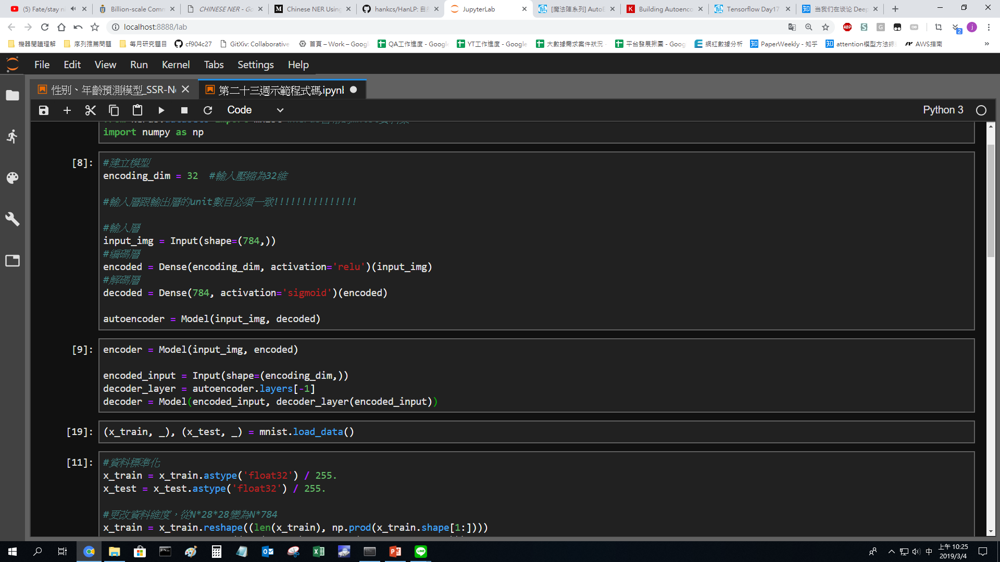 (5) Fate/stay n
Billion-scale Comm
CHINESE NER - Go
Chinese NER Using
hankcs/HanLP: 自
JupyterLab
[魔法陣系列] AutoE
Building Autoenco
Tensorflow Day17
当我们在谈论 Deep
localhost:8888/lab
機器閱讀理解
序列推薦問題
每月研究題目
cf904c27
GitXiv: Collaborative
首頁 – Work – Googl
QA工作進度 - Google
YT工作進度 - Google
大數據需求案件狀況 -
平台發展揪團 - Goog
網紅數據分析
PaperWeekly - 知乎
attention模型方法綜
AWS指南
File Edit View Run Kernel Tabs Settings Help
性別、年齡預測模型_SSR-Ne
第二十三週示範程式碼.ipynb
Code
Python 3
import numpy as np
[8]:
#建立模型
encoding_dim = 32  #輸入壓縮為32維
#輸入層跟輸出層的unit數目必須一致!!!!!!!!!!!!!!!
#輸入層
input_img = Input(shape=(784,))
#編碼層
encoded = Dense(encoding_dim, activation='relu')(input_img)
#解碼層
decoded = Dense(784, activation='sigmoid')(encoded)
autoencoder = Model(input_img, decoded)
[9]:
encoder = Model(input_img, encoded)
encoded_input = Input(shape=(encoding_dim,))
decoder_layer = autoencoder.layers[-1]
decoder = Model(encoded_input, decoder_layer(encoded_input))
[19]:
(x_train, _), (x_test, _) = mnist.load_data()
[11]:
#資料標準化
x_train = x_train.astype('float32') / 255.
x_test = x_test.astype('float32') / 255.
#更改資料維度，從N*28*28變為N*784
x_train = x_train.reshape((len(x_train), np.prod(x_train.shape[1:])))
中
上午 10:25
2019/3/4